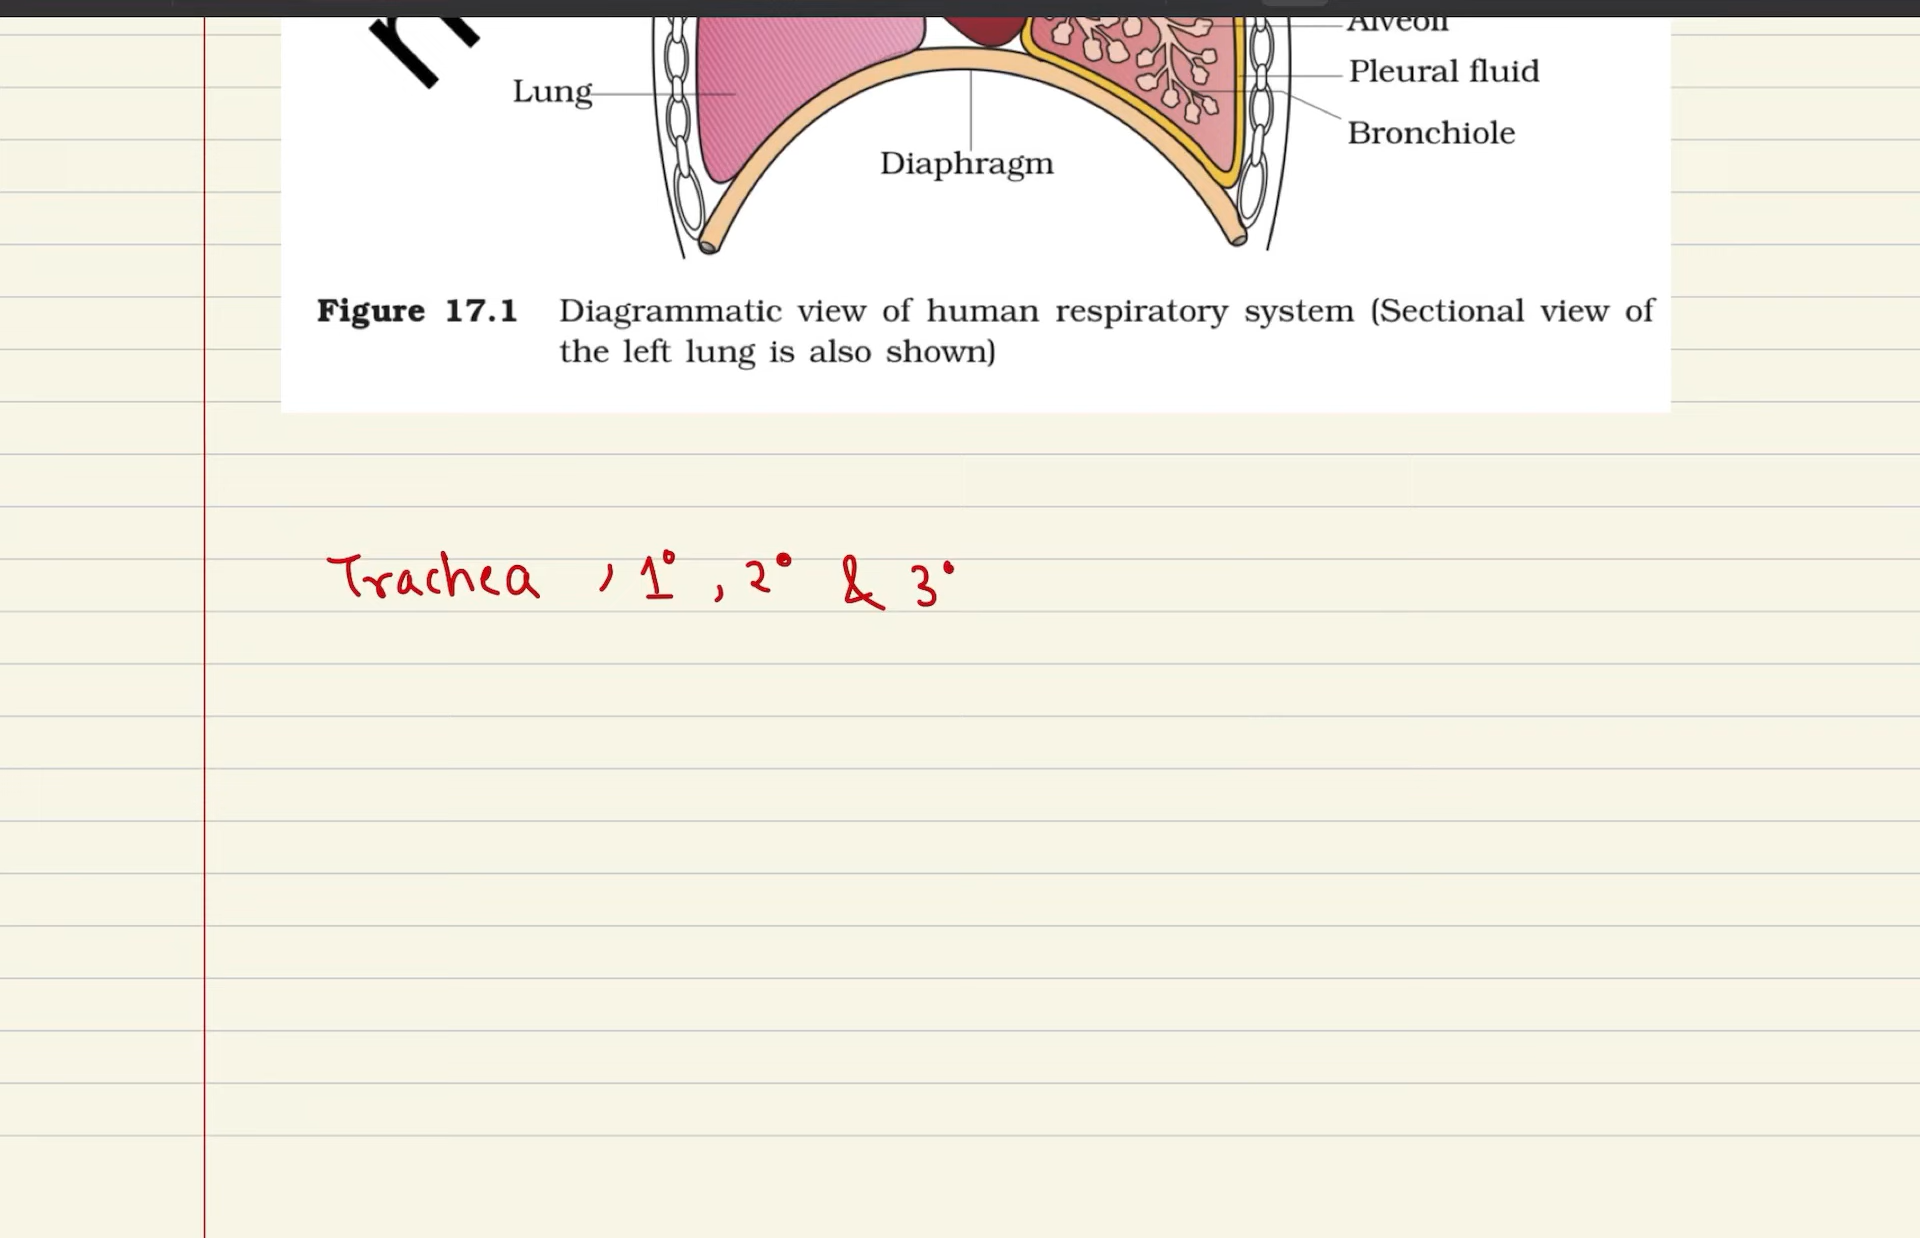 Alveoli
Pleural fluid
Lung
Bronchiole
Diaphragm
Figure 17.1 Diagrammatic view of human respiratory system (Sectional view of
the left lung is also shown)
Trachea , 1° , 2° & 3°